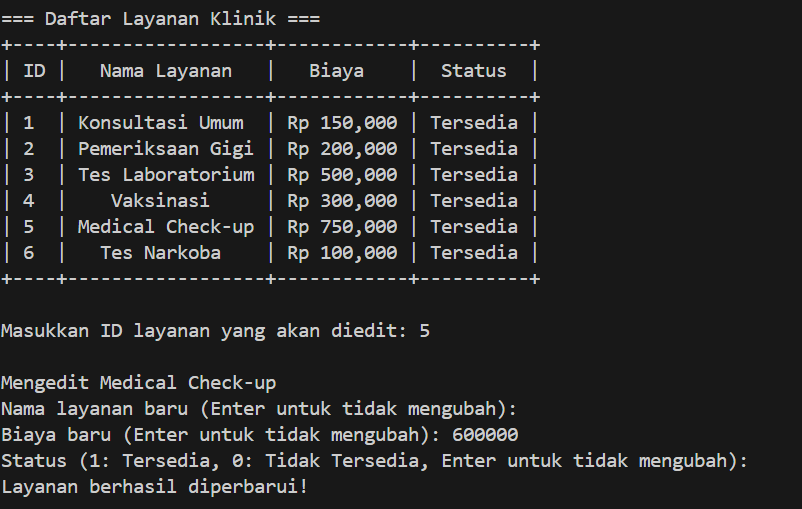 === Daftar Layanan Klinik ===
+----+------------------+------------+----------+
| ID |   Nama Layanan   |   Biaya    |  Status  |
+----+------------------+------------+----------+
| 1  | Konsultasi Umum  | Rp 150,000 | Tersedia |
| 2  | Pemeriksaan Gigi | Rp 200,000 | Tersedia |
| 3  | Tes Laboratorium | Rp 500,000 | Tersedia |
| 4  |    Vaksinasi     | Rp 300,000 | Tersedia |
| 5  | Medical Check-up | Rp 750,000 | Tersedia |
| 6  |   Tes Narkoba    | Rp 100,000 | Tersedia |
+----+------------------+------------+----------+
Masukkan ID layanan yang akan diedit: 5
Mengedit Medical Check-up
Nama layanan baru (Enter untuk tidak mengubah):
Biaya baru (Enter untuk tidak mengubah): 600000
Status (1: Tersedia, 0: Tidak Tersedia, Enter untuk tidak mengubah):
Layanan berhasil diperbarui!